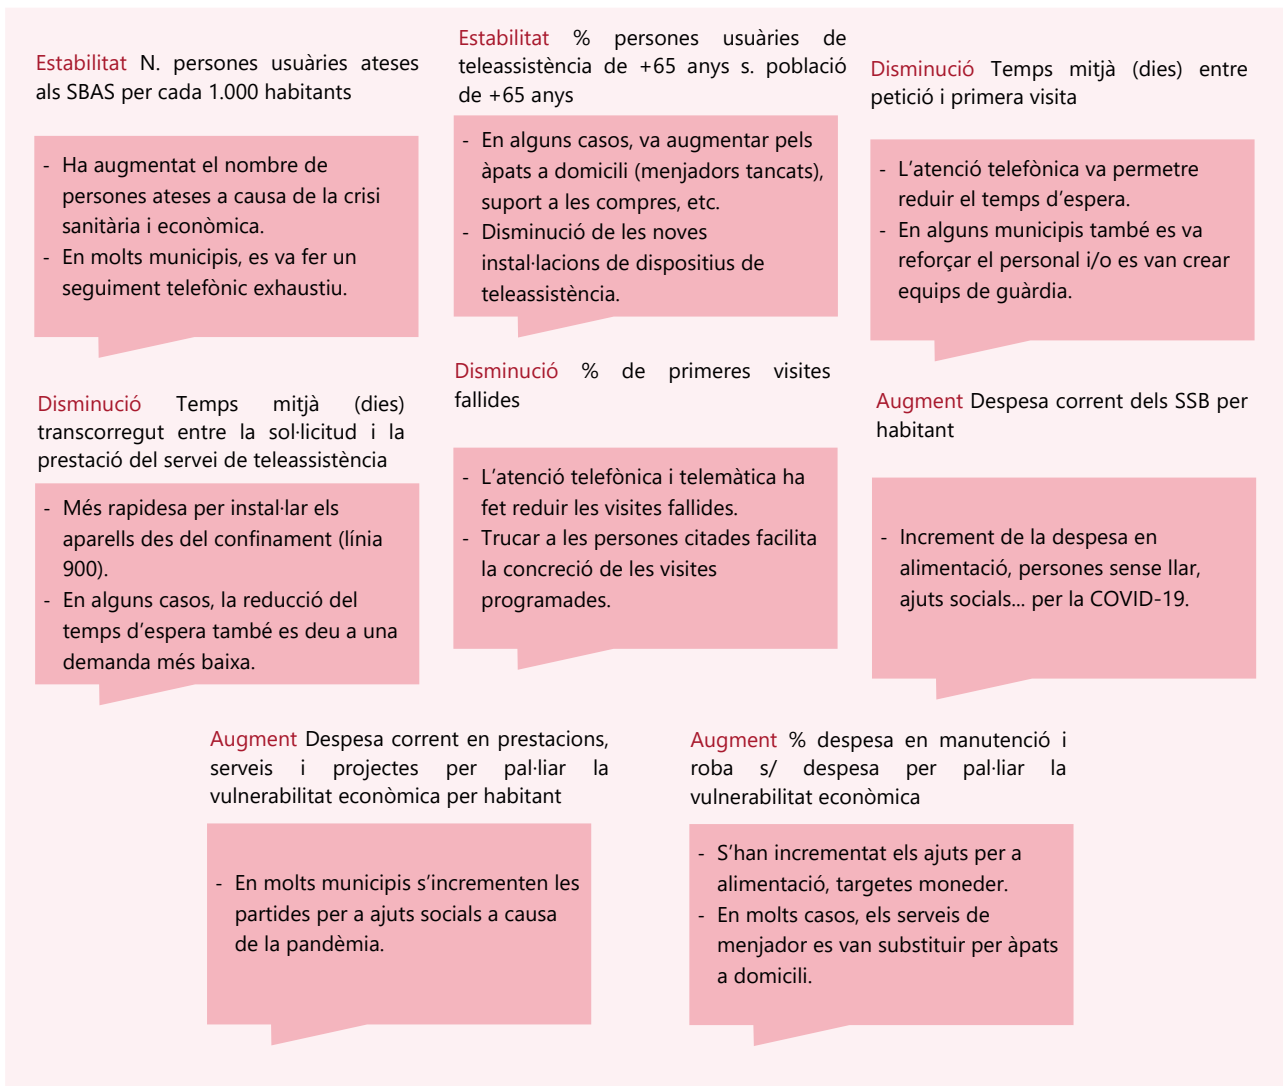 Estabilitat N. persones usuàries ateses
als SBAS per cada 1.000 habitants
- Ha augmentat el nombre de
persones ateses a causa de la crisi
sanitària i econòmica.
- En molts municipis, es va fer un
seguiment telefònic exhaustiu.
Estabilitat % persones usuàries de
teleassistència de +65 anys s. població
de +65 anys
- En alguns casos, va augmentar pels
àpats a domicili (menjadors tancats),
suport a les compres, etc.
- Disminució de les noves
instal·lacions de dispositius de
teleassistència.
Disminució Temps mitjà (dies) entre
petició i primera visita
- L’atenció telefònica va permetre
reduir el temps d’espera.
- En alguns municipis també es va
reforçar el personal i/o es van crear
equips de guàrdia.
Disminució Temps mitjà (dies)
transcorregut entre la sol·licitud i la
prestació del servei de teleassistència
- Més rapidesa per instal·lar els
aparells des del confinament (línia
900).
- En alguns casos, la reducció del
temps d’espera també es deu a una
demanda més baixa.
Disminució % de primeres visites
fallides
- L’atenció telefònica i telemàtica ha
fet reduir les visites fallides.
- Trucar a les persones citades facilita
la concreció de les visites
programades.
Augment Despesa corrent dels SSB per
habitant
- Increment de la despesa en
alimentació, persones sense llar,
ajuts socials... per la COVID-19.
Augment Despesa corrent en prestacions,
serveis i projectes per pal·liar la
vulnerabilitat econòmica per habitant
- En molts municipis s’incrementen les
partides per a ajuts socials a causa
de la pandèmia.
Augment % despesa en manutenció i
roba s/ despesa per pal·liar la
vulnerabilitat econòmica
- S’han incrementat els ajuts per a
alimentació, targetes moneder.
- En molts casos, els serveis de
menjador es van substituir per àpats
a domicili.